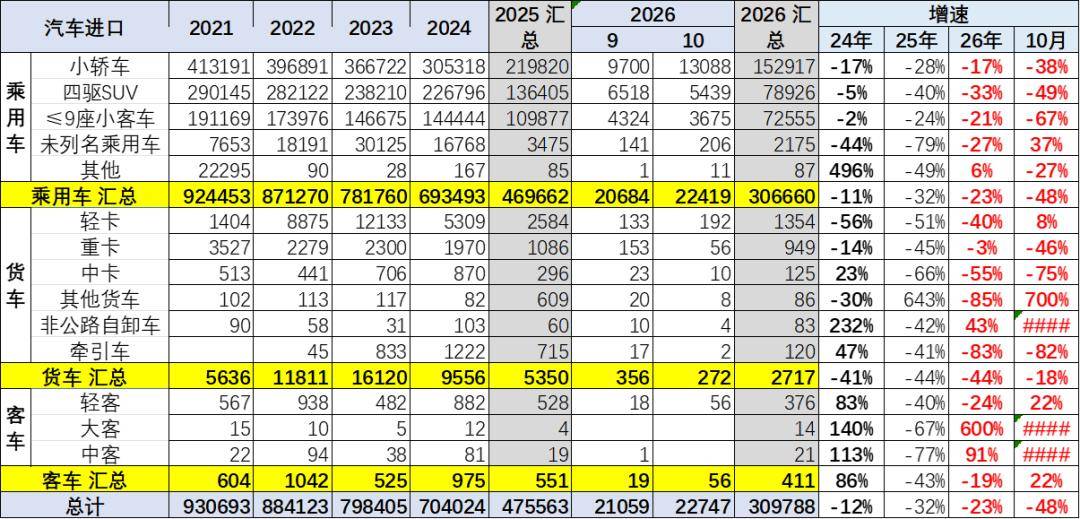 汽车进口 2021 2022 2023 2024 2025 汇总 2026 2026 汇总 增速
9 10 24年 25年 26年 10月
乘用车
小轿车 413191 396891 366722 305318 219820 9700 13088 152917 -17% -28% -17% -38%
四驱SUV 290145 282122 238210 226796 136405 6518 5439 78926 -5% -40% -33% -49%
≤9座小客车 191169 173976 146675 144444 109877 4324 3675 72555 -2% -24% -21% -67%
未列名乘用车 7653 18191 30125 16768 3475 141 206 2175 -44% -79% -27% 37%
其他 22295 90 28 167 85 1 11 87 496% -49% 6% -27%
乘用车 汇总 924453 871270 781760 693493 469662 20684 22419 306660 -11% -32% -23% -48%
货车
轻卡 1404 8875 12133 5309 2584 133 192 1354 -56% -51% -40% 8%
重卡 3527 2279 2300 1970 1086 153 56 949 -14% -45% -3% -46%
中卡 513 441 706 870 296 23 10 125 23% -66% -55% -75%
其他货车 102 113 117 82 609 20 8 86 -30% 643% -85% 700%
非公路自卸车 90 58 31 103 60 10 4 83 232% -42% 43% ####
牵引车 45 833 1222 715 17 2 120 47% -41% -83% -82%
货车 汇总 5636 11811 16120 9556 5350 356 272 2717 -41% -44% -44% -18%
客车
轻客 567 938 482 882 528 18 56 376 83% -40% -24% 22%
大客 15 10 5 12 4 14 140% -67% 600% ####
中客 22 94 38 81 19 1 21 113% -77% 91% ####
客车 汇总 604 1042 525 975 551 19 56 411 86% -43% -19% 22%
总计 930693 884123 798405 704024 475563 21059 22747 309788 -12% -32% -23% -48%